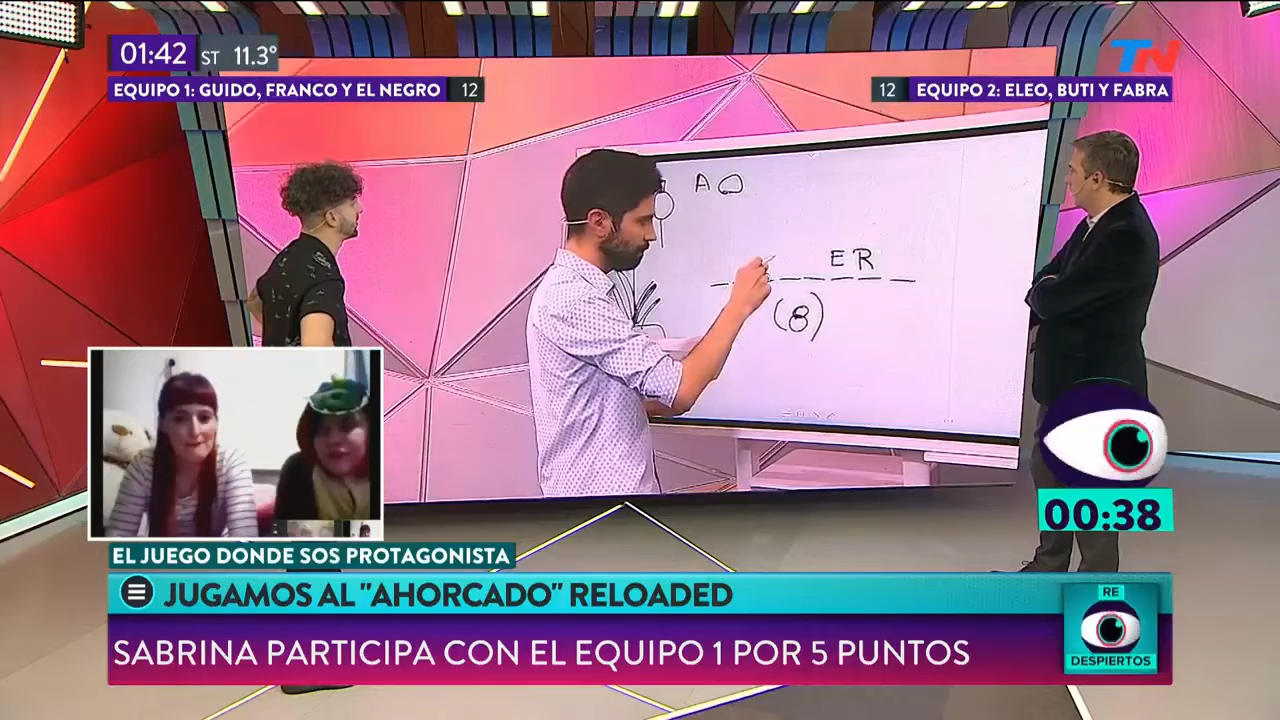 01:42 ST 11.3°
TN
EQUIPO 1: GUIDO, FRANCO Y EL NEGRO 12
12 EQUIPO 2: ELEO, BUTI Y FABRA
A O
E R
(8)
00:38
EL JUEGO DONDE SOS PROTAGONISTA
JUGAMOS AL "AHORCADO" RELOADED
SABRINA PARTICIPA CON EL EQUIPO 1 POR 5 PUNTOS
RE
DESPIERTOS